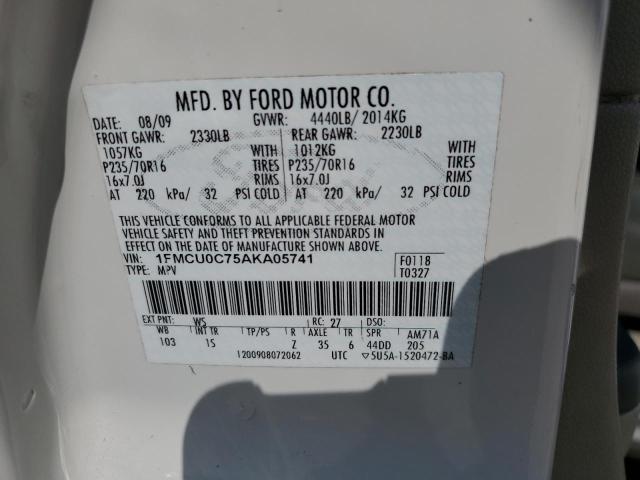 MFD. BY FORD MOTOR CO.
DATE: 08/09 GVWR: 4440LB/ 2014KG
FRONT GAWR: 2330LB REAR GAWR: 2230LB
1057KG WITH 1012KG WITH
P235/70R16 TIRES P235/70R16 TIRES
16x7.0J RIMS 16x7.0J RIMS
AT 220 kPa/ 32 PSI COLD AT 220 kPa/ 32 PSI COLD
THIS VEHICLE CONFORMS TO ALL APPLICABLE FEDERAL MOTOR
VEHICLE SAFETY AND THEFT PREVENTION STANDARDS IN
EFFECT ON THE DATE OF MANUFACTURE SHOWN ABOVE.
VIN: 1FMCU0C75AKA05741 F0118
TYPE: MPV T0327
EXT PNT: WS RC: 27 DSO:
WB INT TR TP/PS R AXLE TR SPR AM71A
103 1S Z 35 6 44DD 205
1200908072062 UTC ▽5U5A-1520472-BA